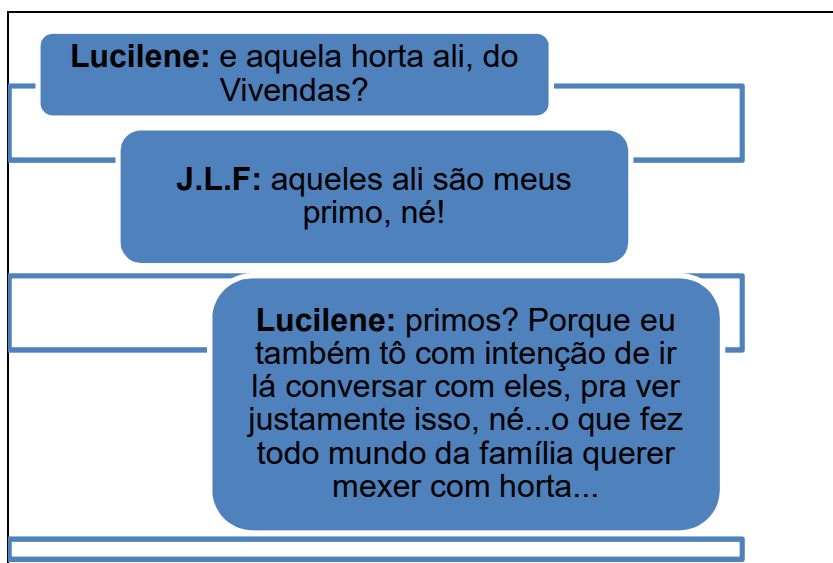 Lucilene: e aquela horta ali, do
Vivendas?
J.L.F: aqueles ali são meus
primo, né!
Lucilene: primos? Porque eu
também tô com intenção de ir
lá conversar com eles, pra ver
justamente isso, né...o que fez
todo mundo da família querer
mexer com horta...